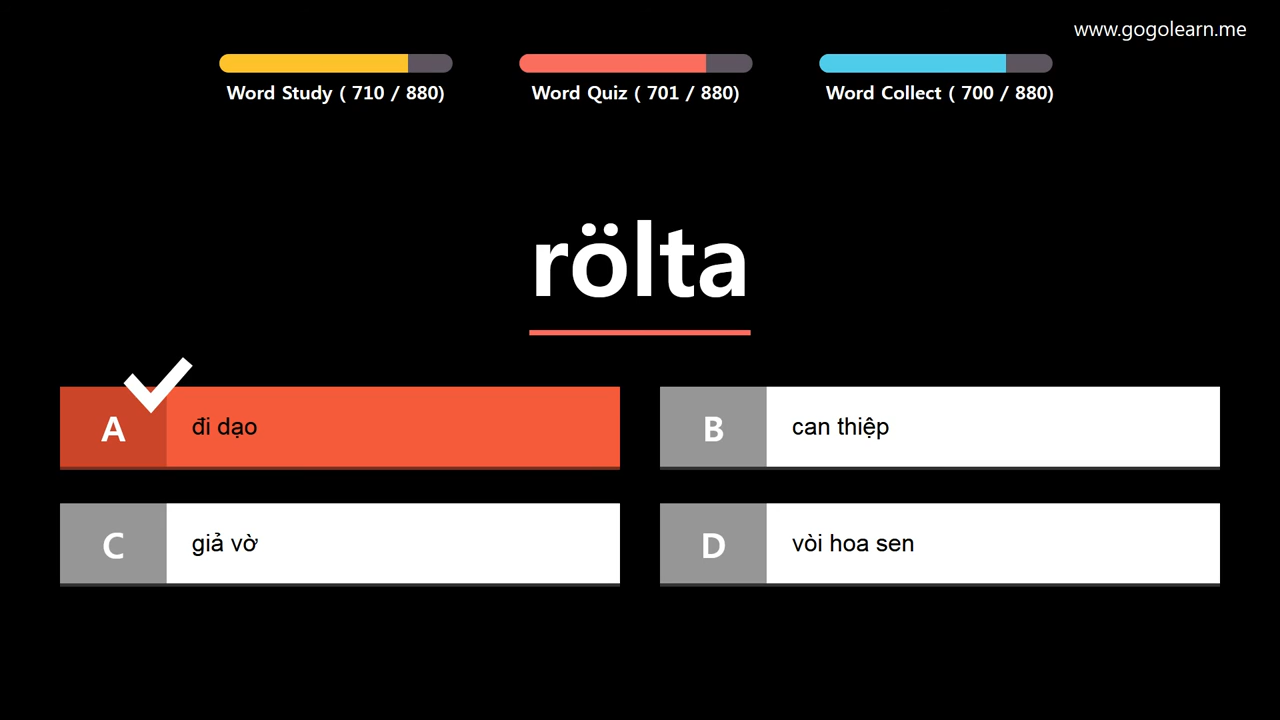 www.gogolearn.me
Word Study ( 710 / 880)
Word Quiz ( 701 / 880)
Word Collect ( 700 / 880)
rölta
A đi dạo
B can thiệp
C giả vờ
D vòi hoa sen